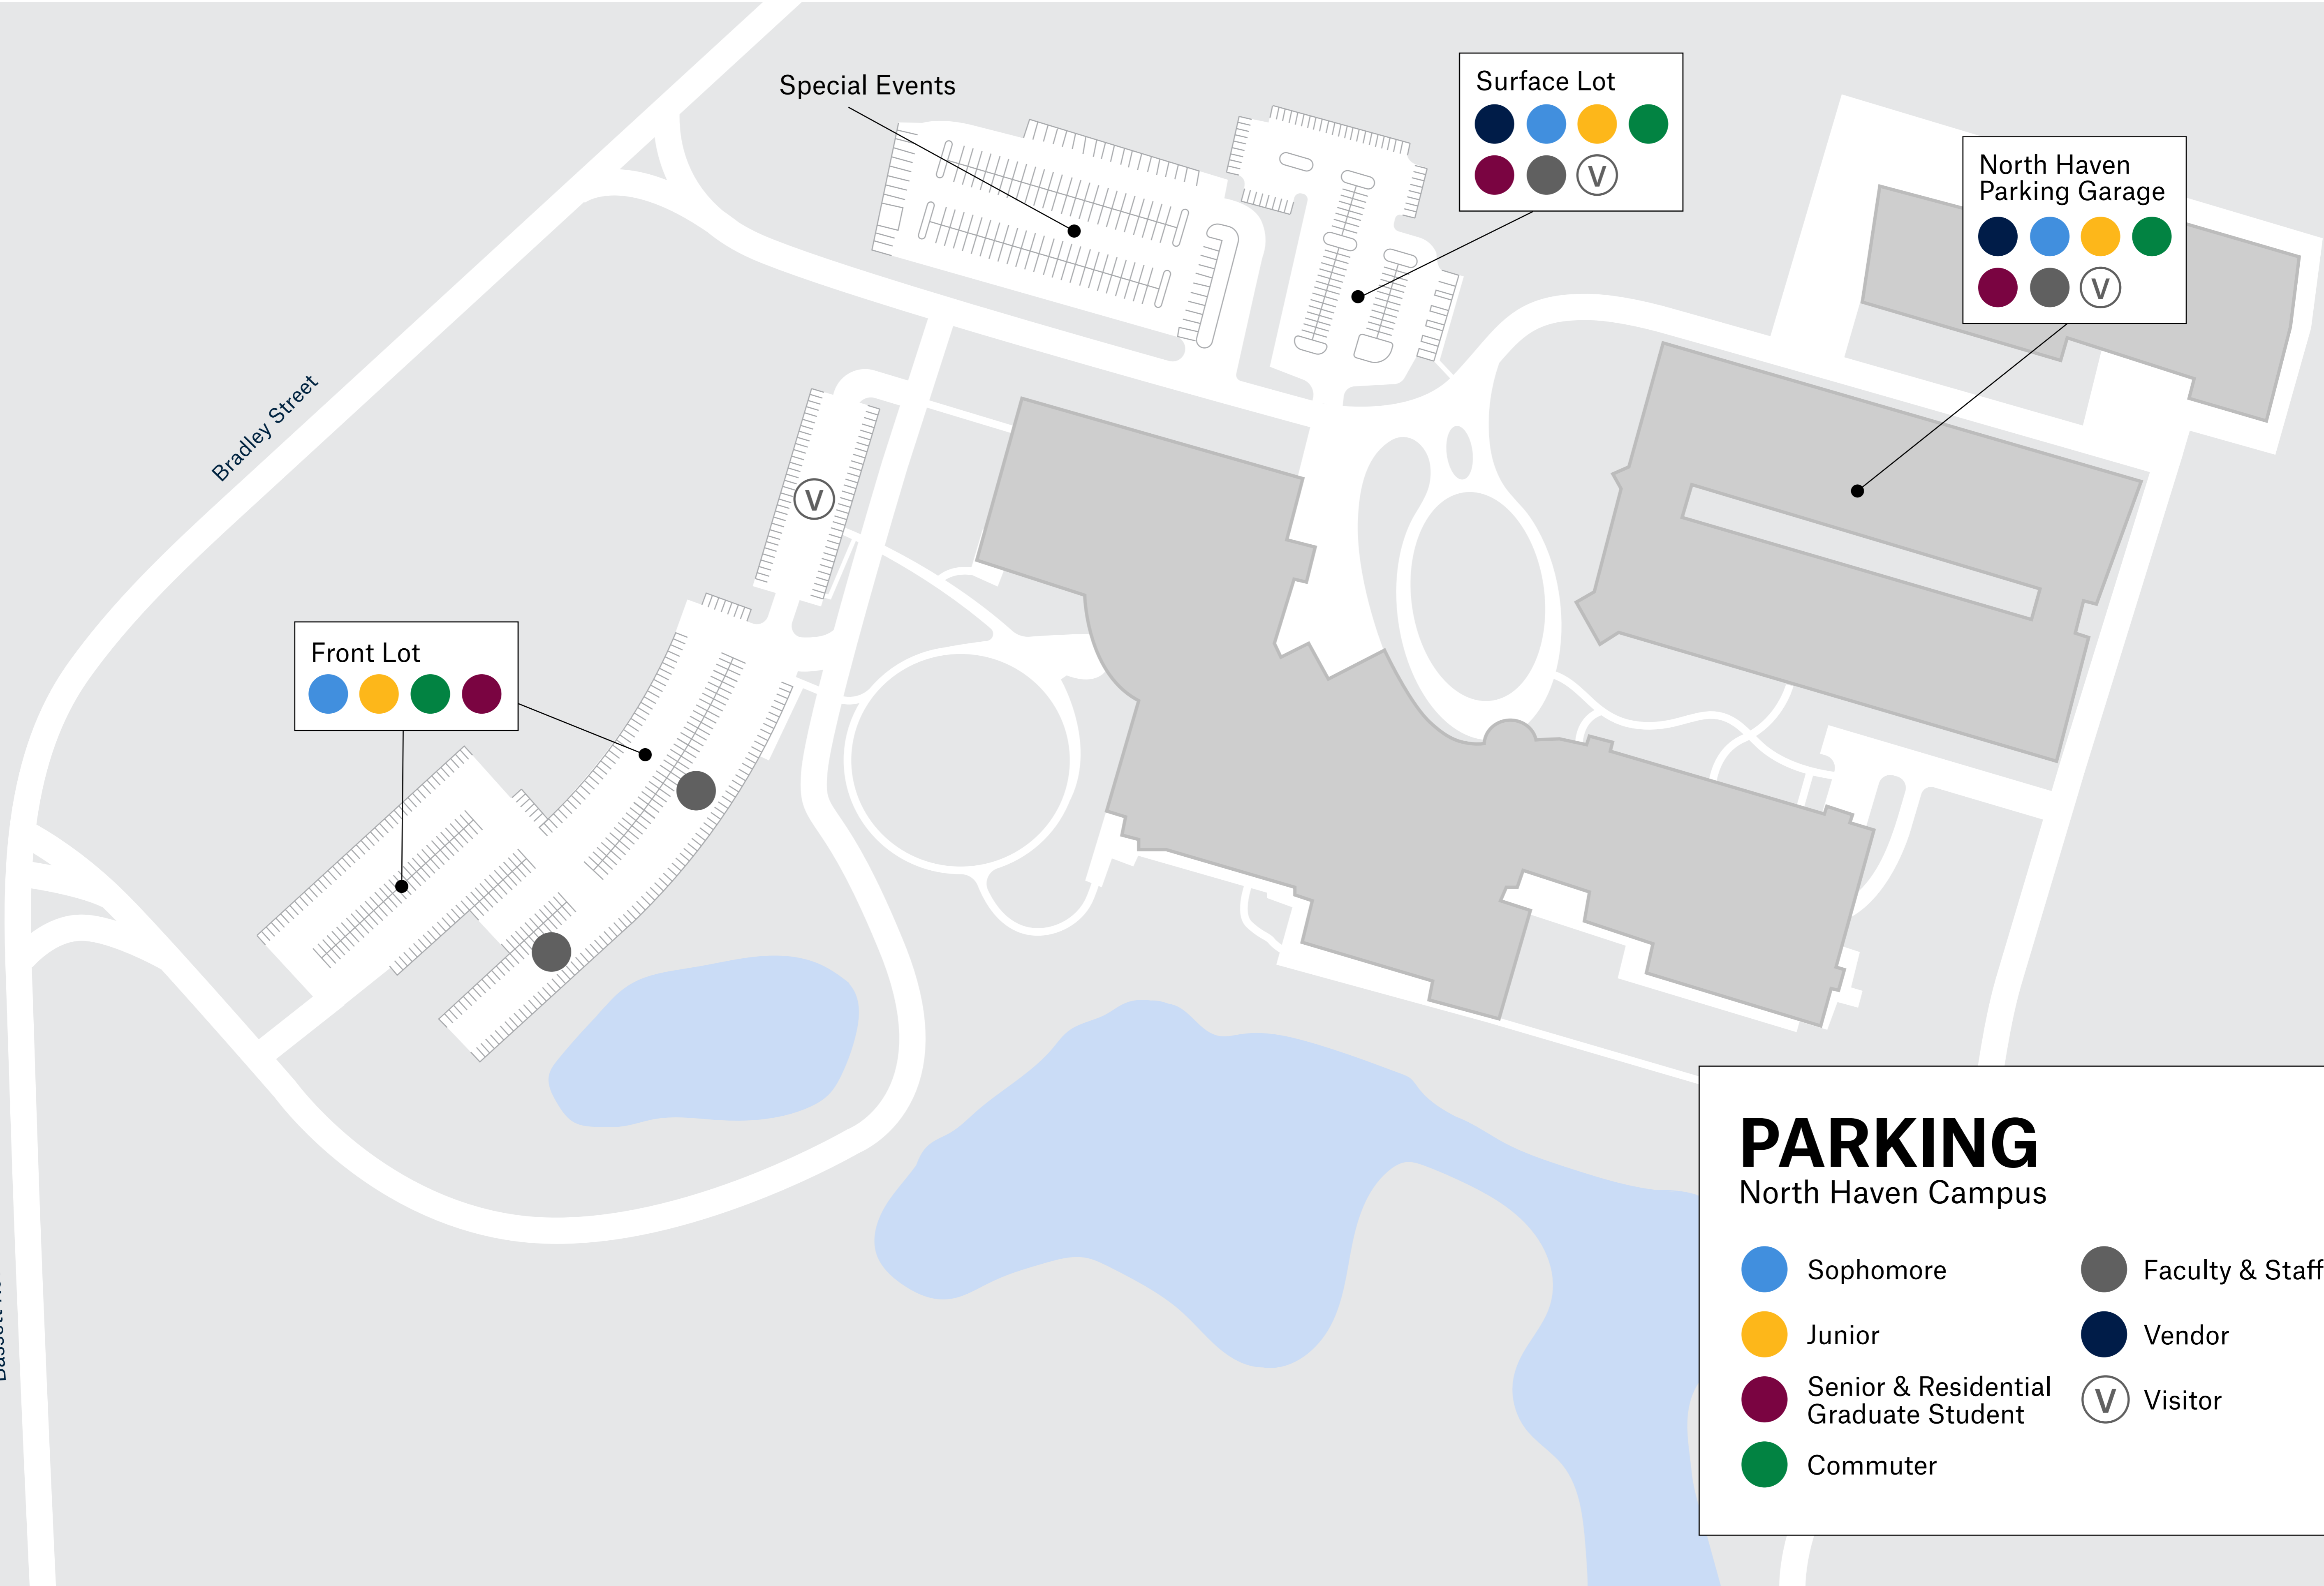 Special Events
Surface Lot
V
North Haven
Parking Garage
V
Bradley Street
V
Front Lot
PARKING
North Haven Campus
Sophomore
Junior
Senior & Residential
Graduate Student
Commuter
Faculty & Staff
Vendor
V Visitor